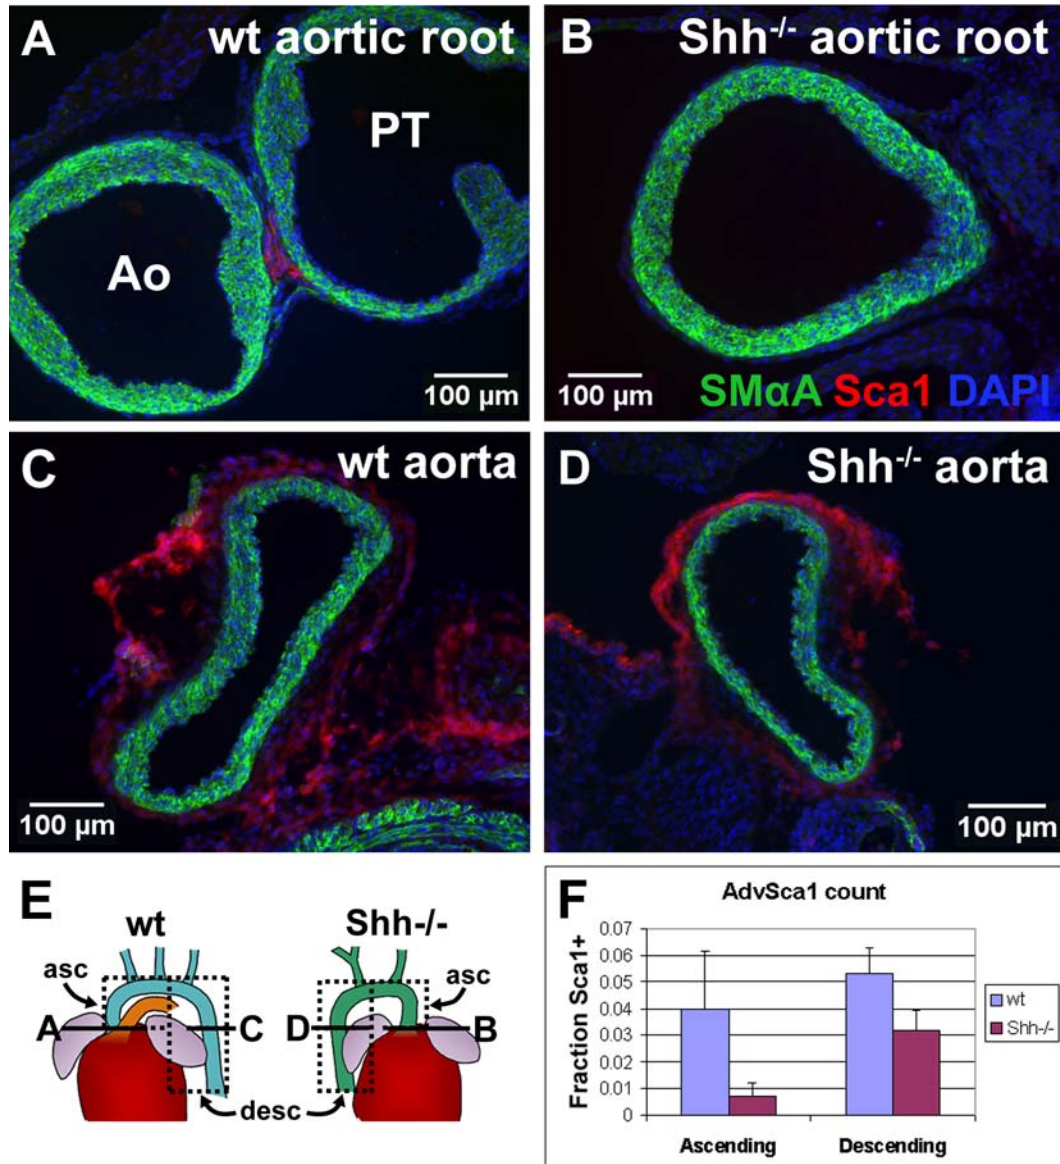 A wt aortic root
PT
Ao
100 μm
B Shh-/- aortic root
100 μm
SMαA Sca1 DAPI
C wt aorta
100 μm
D Shh-/- aorta
100 μm
E
wt Shh-/-
asc asc
A C D B
desc
F
AdvSca1 count
Fraction Sca1+
0.07
0.06
0.05
0.04
0.03
0.02
0.01
0
Ascending Descending
wt
Shh-/-